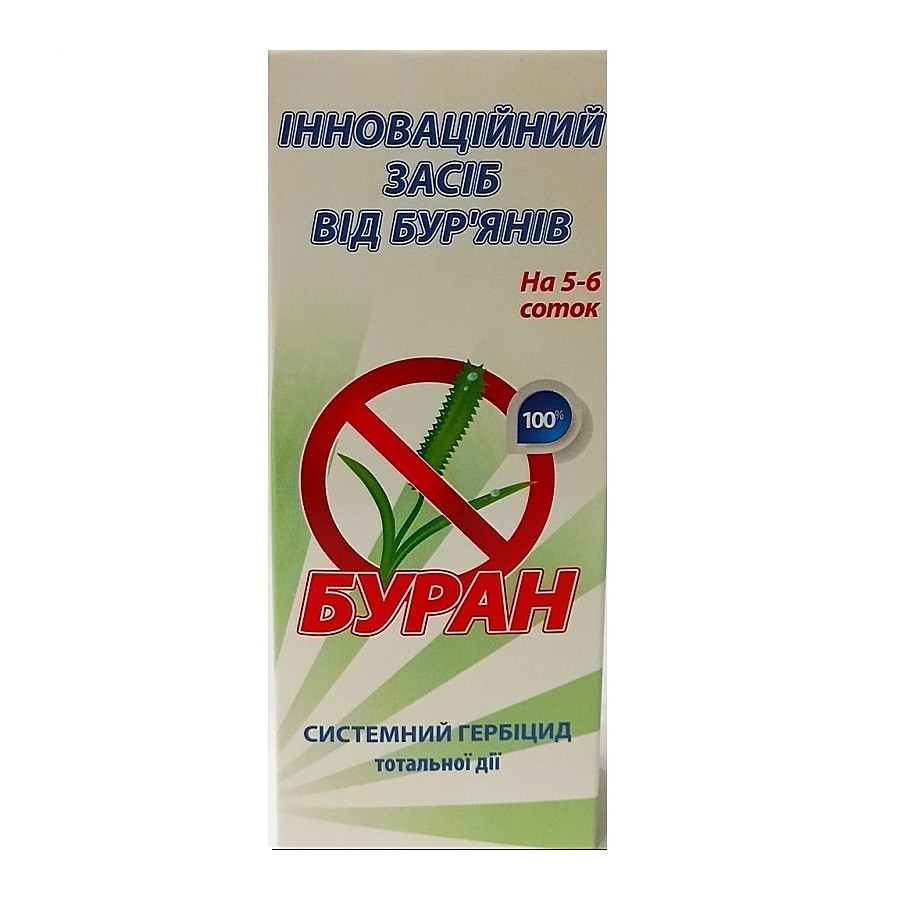 ІННОВАЦІЙНИЙ
ЗАСІБ
ВІД БУР'ЯНІВ
На 5-6
соток
100%
БУРАН
СИСТЕМНИЙ ГЕРБІЦИД
тотальної дії